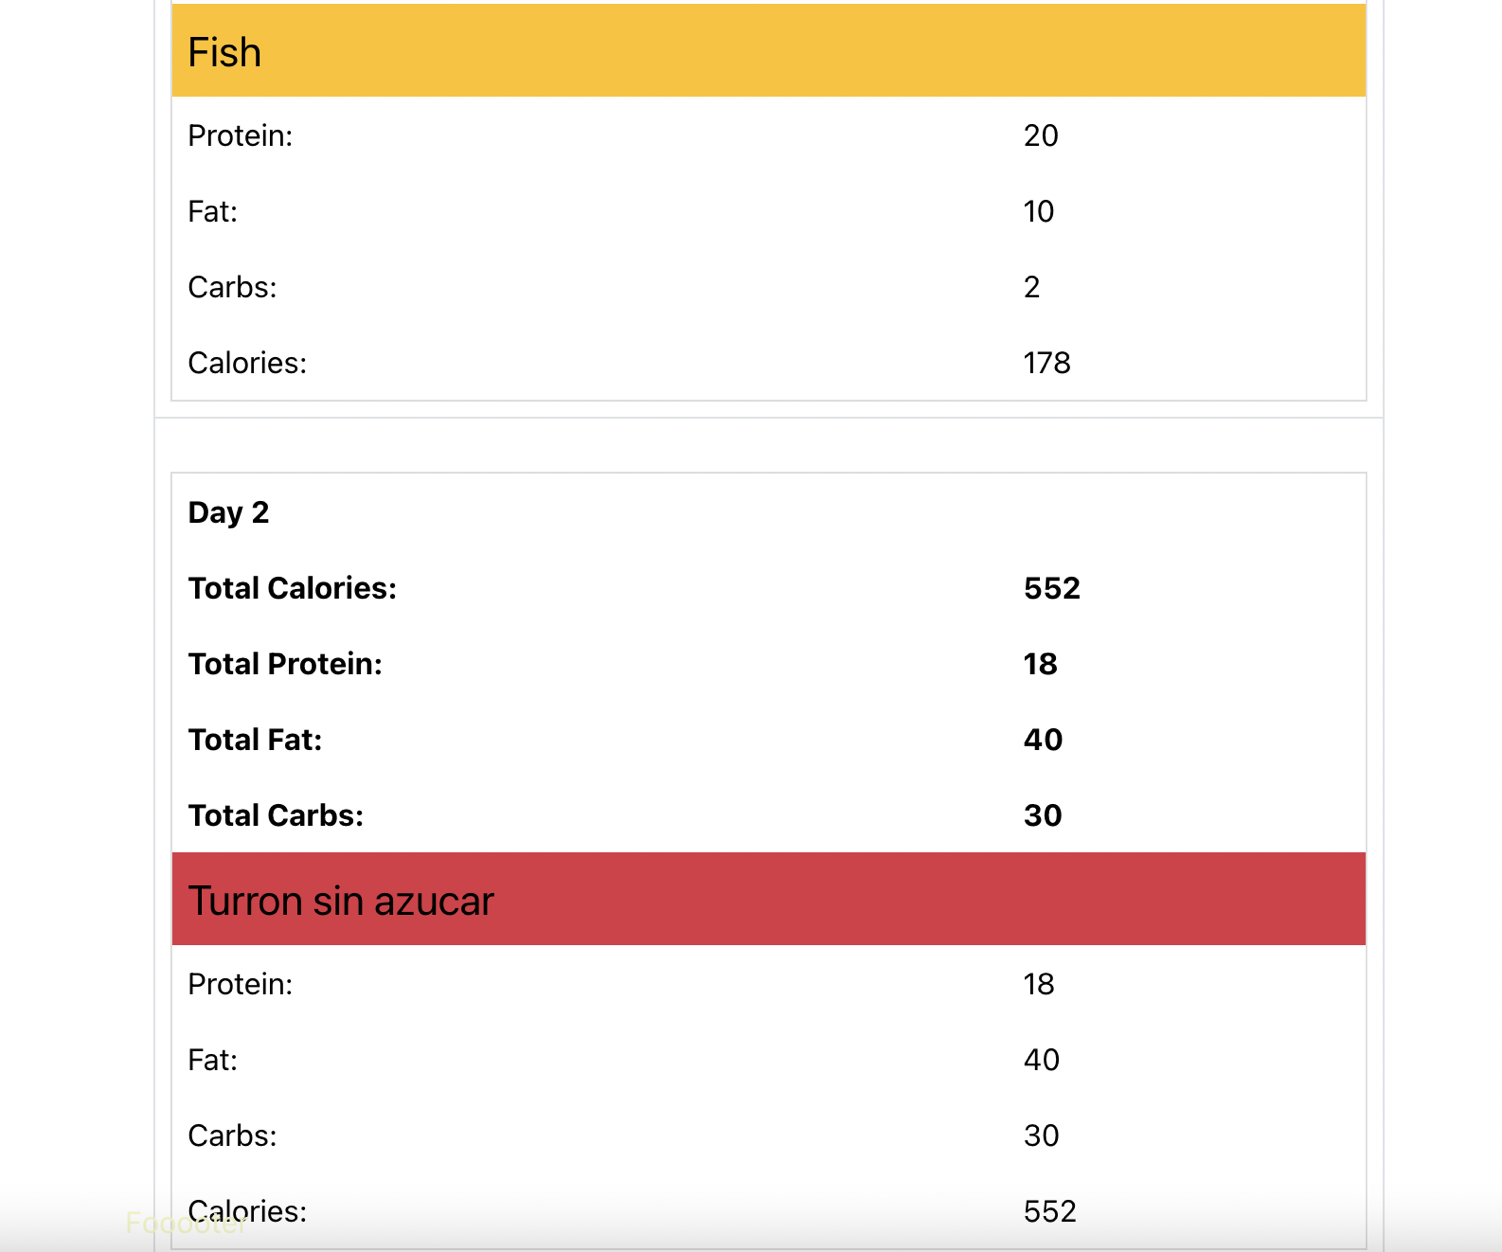 Fish
Protein: 20
Fat: 10
Carbs: 2
Calories: 178
Day 2
Total Calories: 552
Total Protein: 18
Total Fat: 40
Total Carbs: 30
Turron sin azucar
Protein: 18
Fat: 40
Carbs: 30
Calories: 552
Fooooter